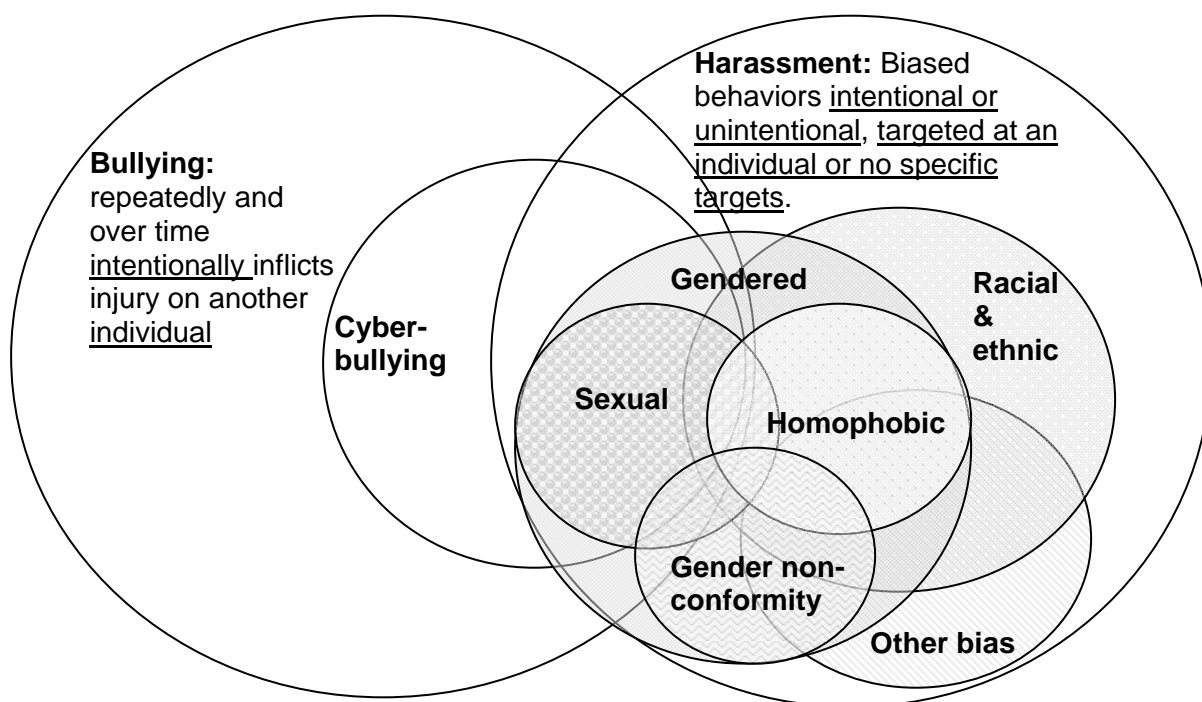 Harassment: Biased
behaviors intentional or
unintentional, targeted at an
individual or no specific
targets.
Bullying:
repeatedly and
over time
intentionally inflicts
injury on another
individual
Cyber-
bullying
Gendered
Racial
&
ethnic
Sexual
Homophobic
Gender non-
conformity
Other bias